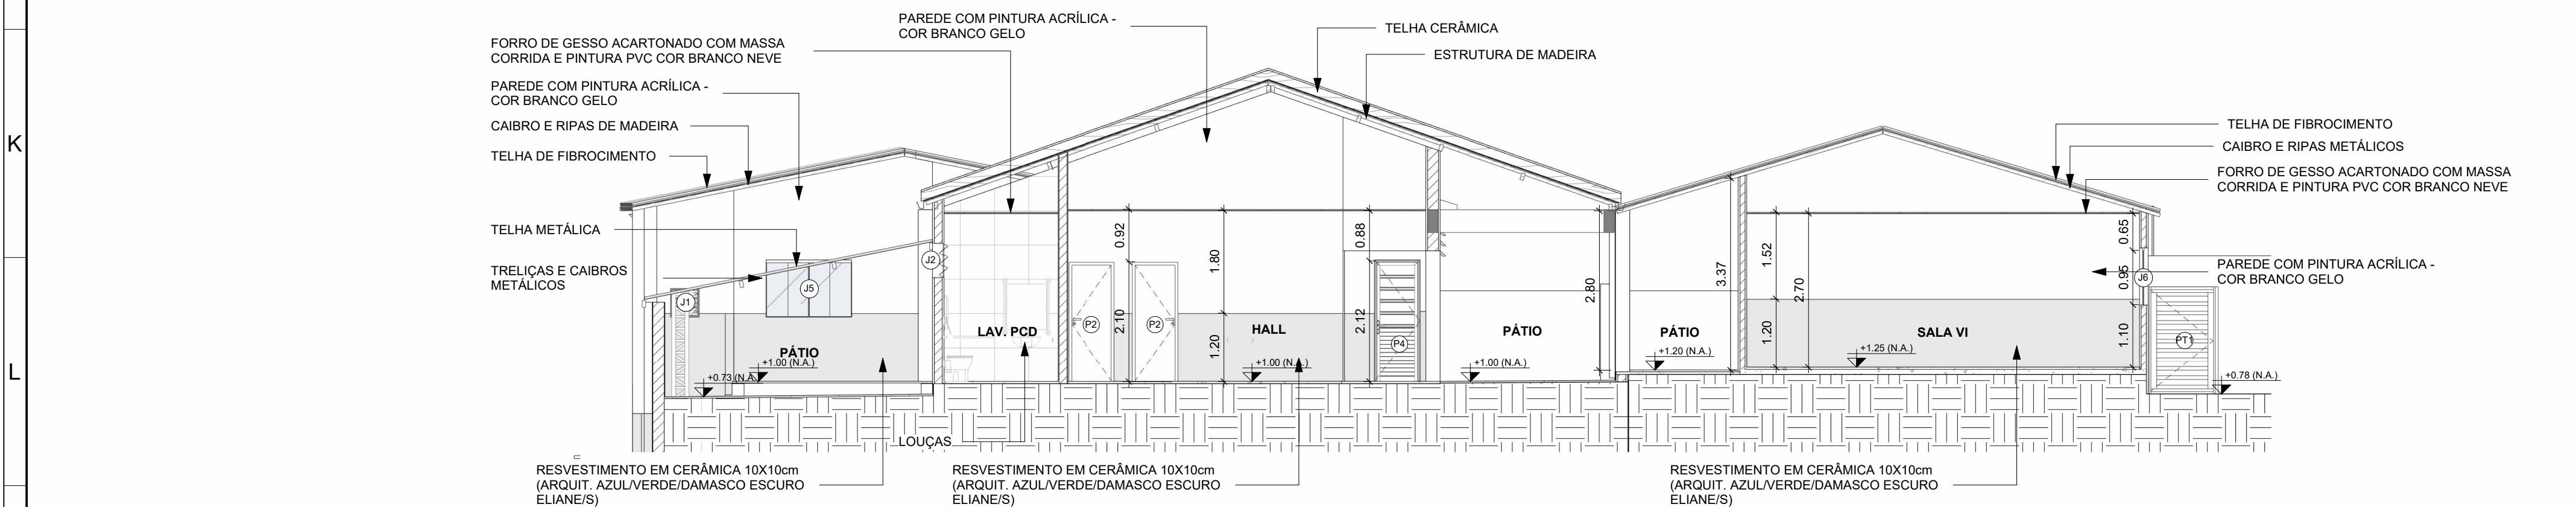 PAREDE COM PINTURA ACRÍLICA -
COR BRANCO GELO
TELHA CERÂMICA
ESTRUTURA DE MADEIRA
FORRO DE GESSO ACARTONADO COM MASSA
CORRIDA E PINTURA PVC COR BRANCO NEVE
PAREDE COM PINTURA ACRÍLICA -
COR BRANCO GELO
CAIBRO E RIPAS DE MADEIRA
TELHA DE FIBROCIMENTO
TELHA METÁLICA
TRELIÇAS E CAIBROS
METÁLICOS
TELHA DE FIBROCIMENTO
CAIBRO E RIPAS METÁLICOS
FORRO DE GESSO ACARTONADO COM MASSA
CORRIDA E PINTURA PVC COR BRANCO NEVE
PAREDE COM PINTURA ACRÍLICA -
COR BRANCO GELO
K
L
J1
J5
J2
PÁTIO
+1.00 (N.A.)
+0.73 (N.A.)
LAV. PCD
P2
P2
0.92
2.10
1.80
1.20
HALL
+1.00 (N.A.)
0.88
2.12
P4
PÁTIO
+1.00 (N.A.)
2.80
PÁTIO
+1.20 (N.A.)
3.37
1.52
1.20
2.70
SALA VI
+1.25 (N.A.)
0.65
0.95
1.10
J6
PT1
+0.78 (N.A.)
LOUÇAS
RESVESTIMENTO EM CERÂMICA 10X10cm
(ARQUIT. AZUL/VERDE/DAMASCO ESCURO
ELIANE/S)
RESVESTIMENTO EM CERÂMICA 10X10cm
(ARQUIT. AZUL/VERDE/DAMASCO ESCURO
ELIANE/S)
RESVESTIMENTO EM CERÂMICA 10X10cm
(ARQUIT. AZUL/VERDE/DAMASCO ESCURO
ELIANE/S)